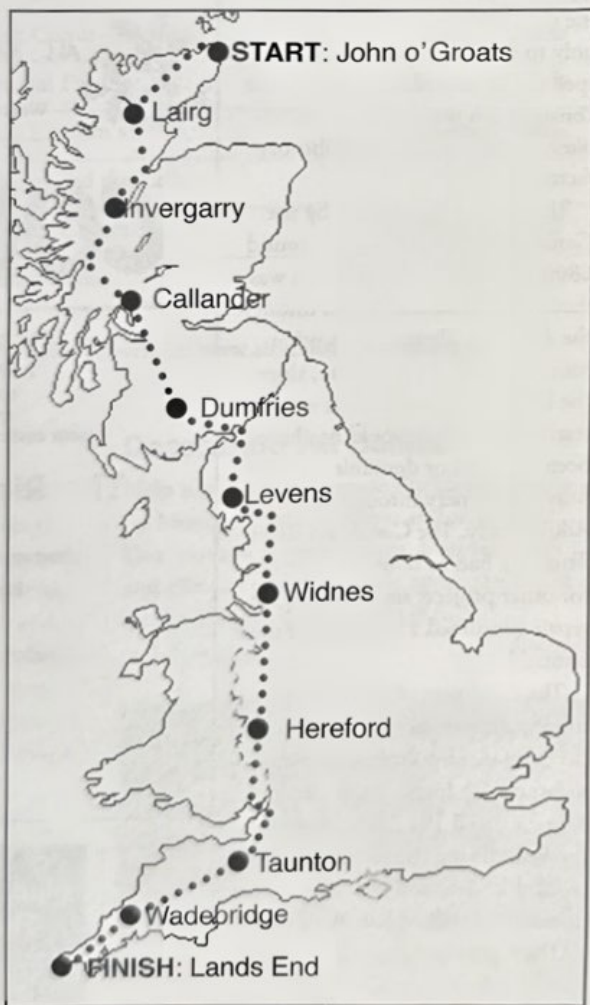 START: John o'Groats
Lairg
Invergarry
Callander
Dumfries
Levens
Widnes
Hereford
Taunton
Wadebridge
FINISH: Lands End